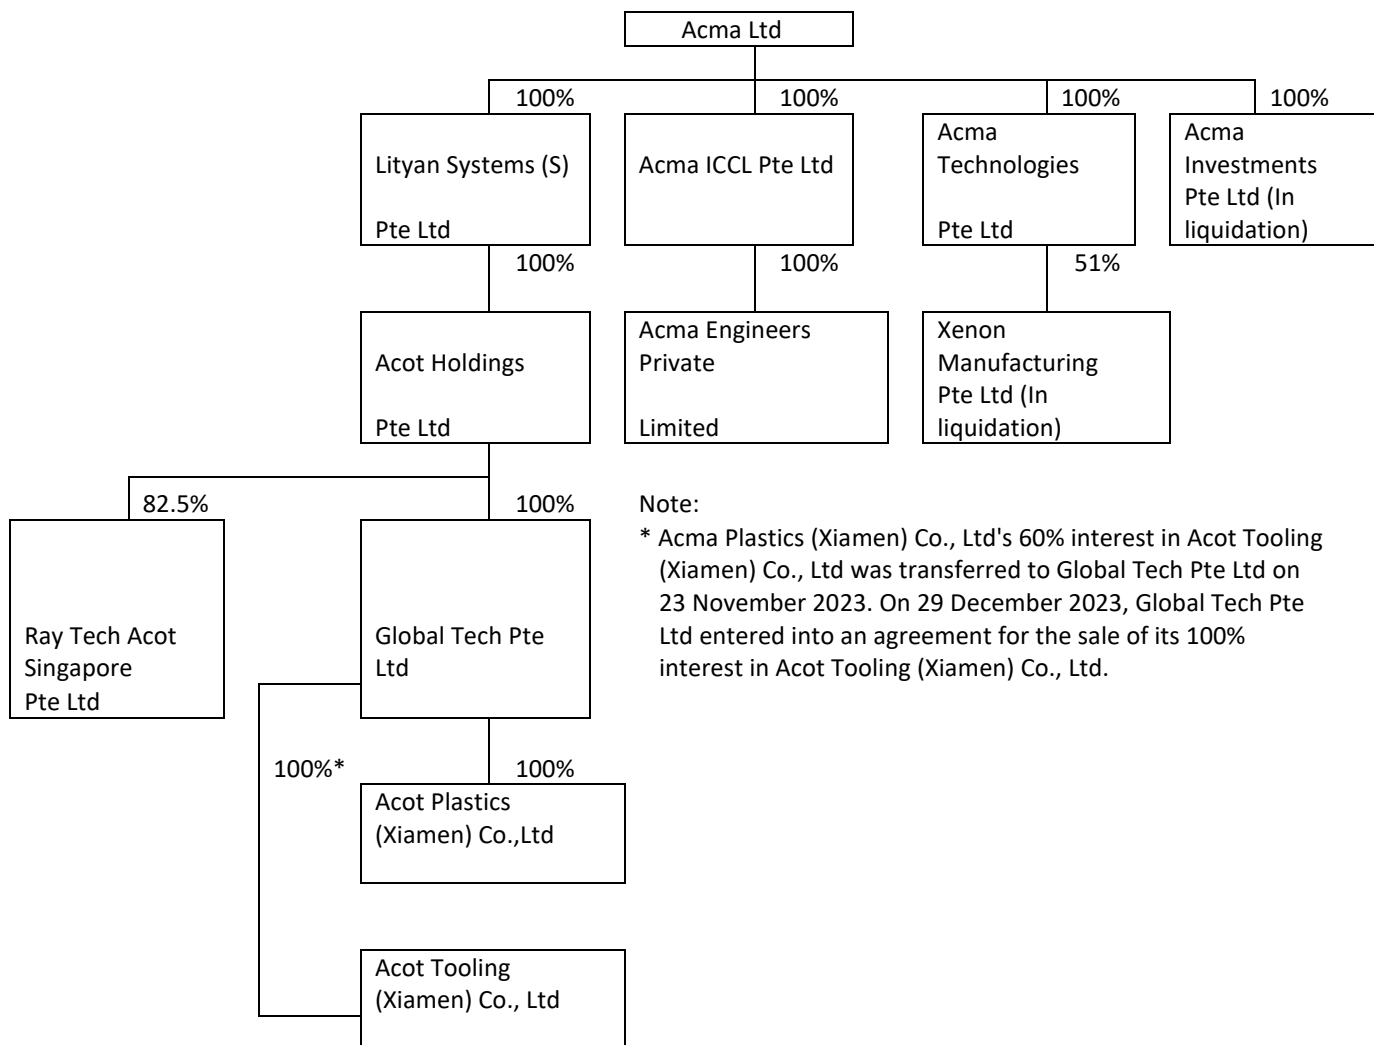 Acma Ltd
100%
100%
100%
100%
Lityan Systems (S)
Pte Ltd
Acma ICCL Pte Ltd
Acma
Technologies
Pte Ltd
Acma
Investments
Pte Ltd (In
liquidation)
100%
100%
51%
Acot Holdings
Pte Ltd
Acma Engineers
Private
Limited
Xenon
Manufacturing
Pte Ltd (In
liquidation)
82.5%
100%
Ray Tech Acot
Singapore
Pte Ltd
Global Tech Pte
Ltd
Note:
* Acma Plastics (Xiamen) Co., Ltd's 60% interest in Acot Tooling
(Xiamen) Co., Ltd was transferred to Global Tech Pte Ltd on
23 November 2023. On 29 December 2023, Global Tech Pte
Ltd entered into an agreement for the sale of its 100%
interest in Acot Tooling (Xiamen) Co., Ltd.
100%*
100%
Acot Plastics
(Xiamen) Co.,Ltd
Acot Tooling
(Xiamen) Co., Ltd